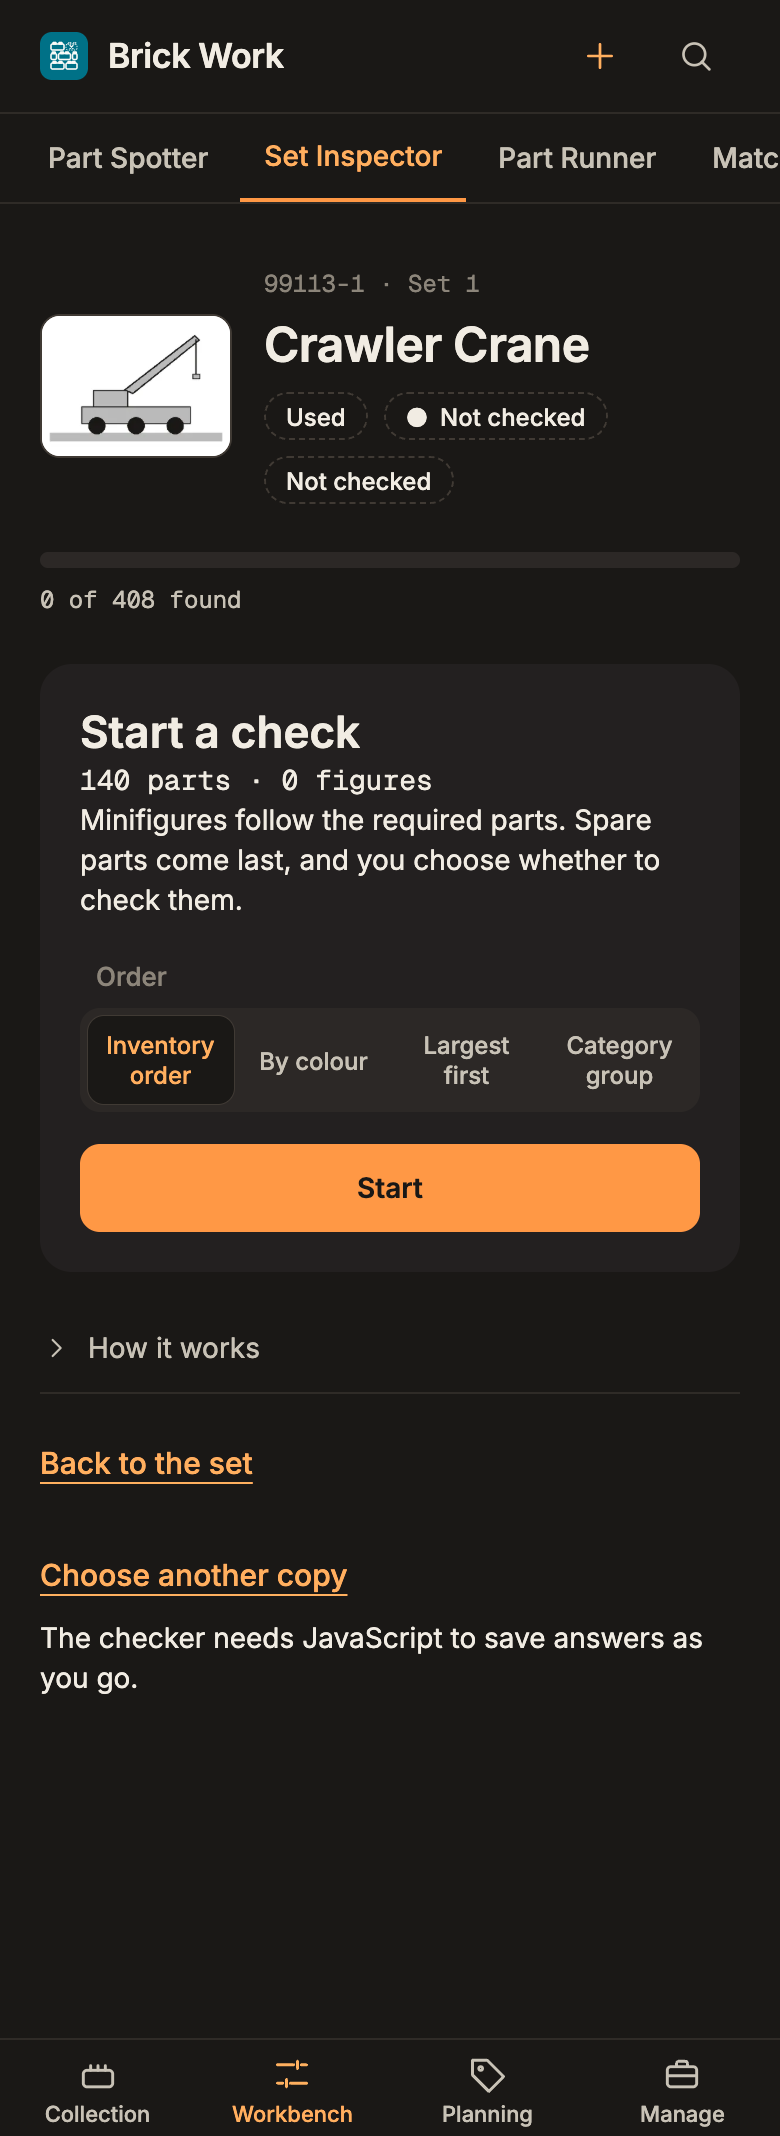 Brick Work
Part Spotter
Set Inspector
Part Runner
Matc
99113-1 · Set 1
Crawler Crane
Used
Not checked
Not checked
0 of 408 found
Start a check
140 parts · 0 figures
Minifigures follow the required parts. Spare
parts come last, and you choose whether to
check them.
Order
Inventory
order
By colour
Largest
first
Category
group
Start
How it works
Back to the set
Choose another copy
The checker needs JavaScript to save answers as
you go.
Collection
Workbench
Planning
Manage